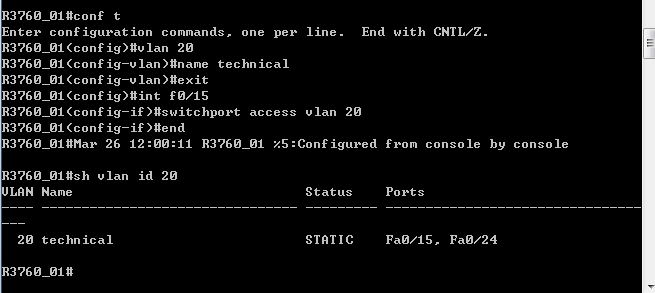 R3760_01#conf t
Enter configuration commands, one per line.  End with CNTL/Z.
R3760_01(config)#vlan 20
R3760_01(config-vlan)#name technical
R3760_01(config-vlan)#exit
R3760_01(config)#int f0/15
R3760_01(config-if)#switchport access vlan 20
R3760_01(config-if)#end
R3760_01#Mar 26 12:00:11 R3760_01 %5:Configured from console by console
R3760_01#sh vlan id 20
VLAN Name                             Status    Ports
---- -------------------------------- --------- --------------------------------
---
  20 technical                        STATIC    Fa0/15, Fa0/24
R3760_01#